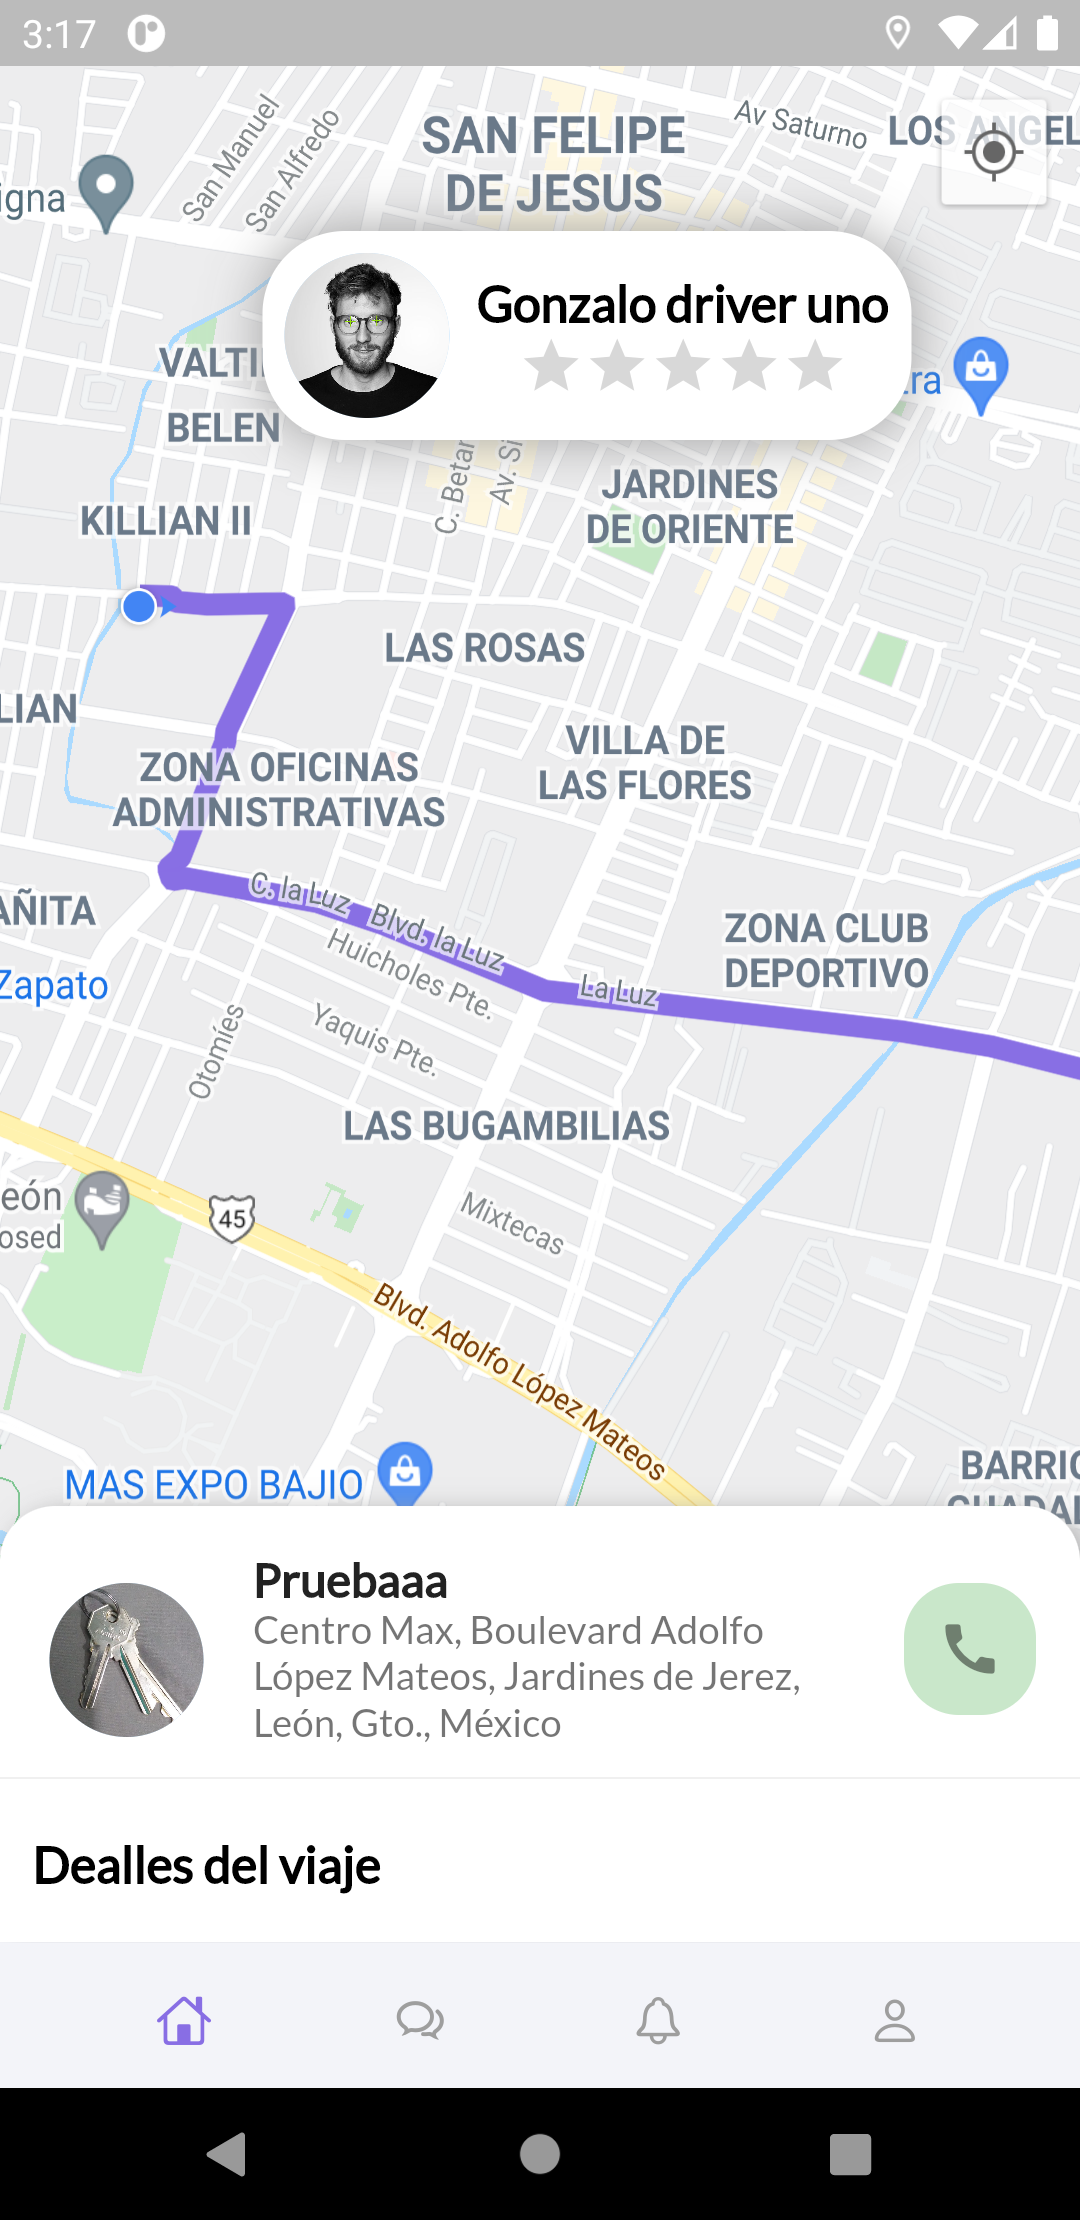 3:17
San Manuel
San Alfredo
SAN FELIPE
DE JESUS
Av Saturno
LOS ANGEL
igna
Gonzalo driver uno
VALTI
BELEN
ra
C. Betan
Av. Si
JARDINES
DE ORIENTE
KILLIAN II
LAS ROSAS
LIAN
VILLA DE
LAS FLORES
ZONA OFICINAS
ADMINISTRATIVAS
C. la Luz
Blvd. la Luz
AÑITA
ZONA CLUB
DEPORTIVO
Huicholes Pte.
La Luz
Zapato
Yaquis Pte.
Otomíes
LAS BUGAMBILIAS
eón
osed
45
Mixtecas
Blvd. Adolfo López Mateos
MAS EXPO BAJIO
BARRIO
GUADAL
Pruebaaa
Centro Max, Boulevard Adolfo
López Mateos, Jardines de Jerez,
León, Gto., México
Dealles del viaje